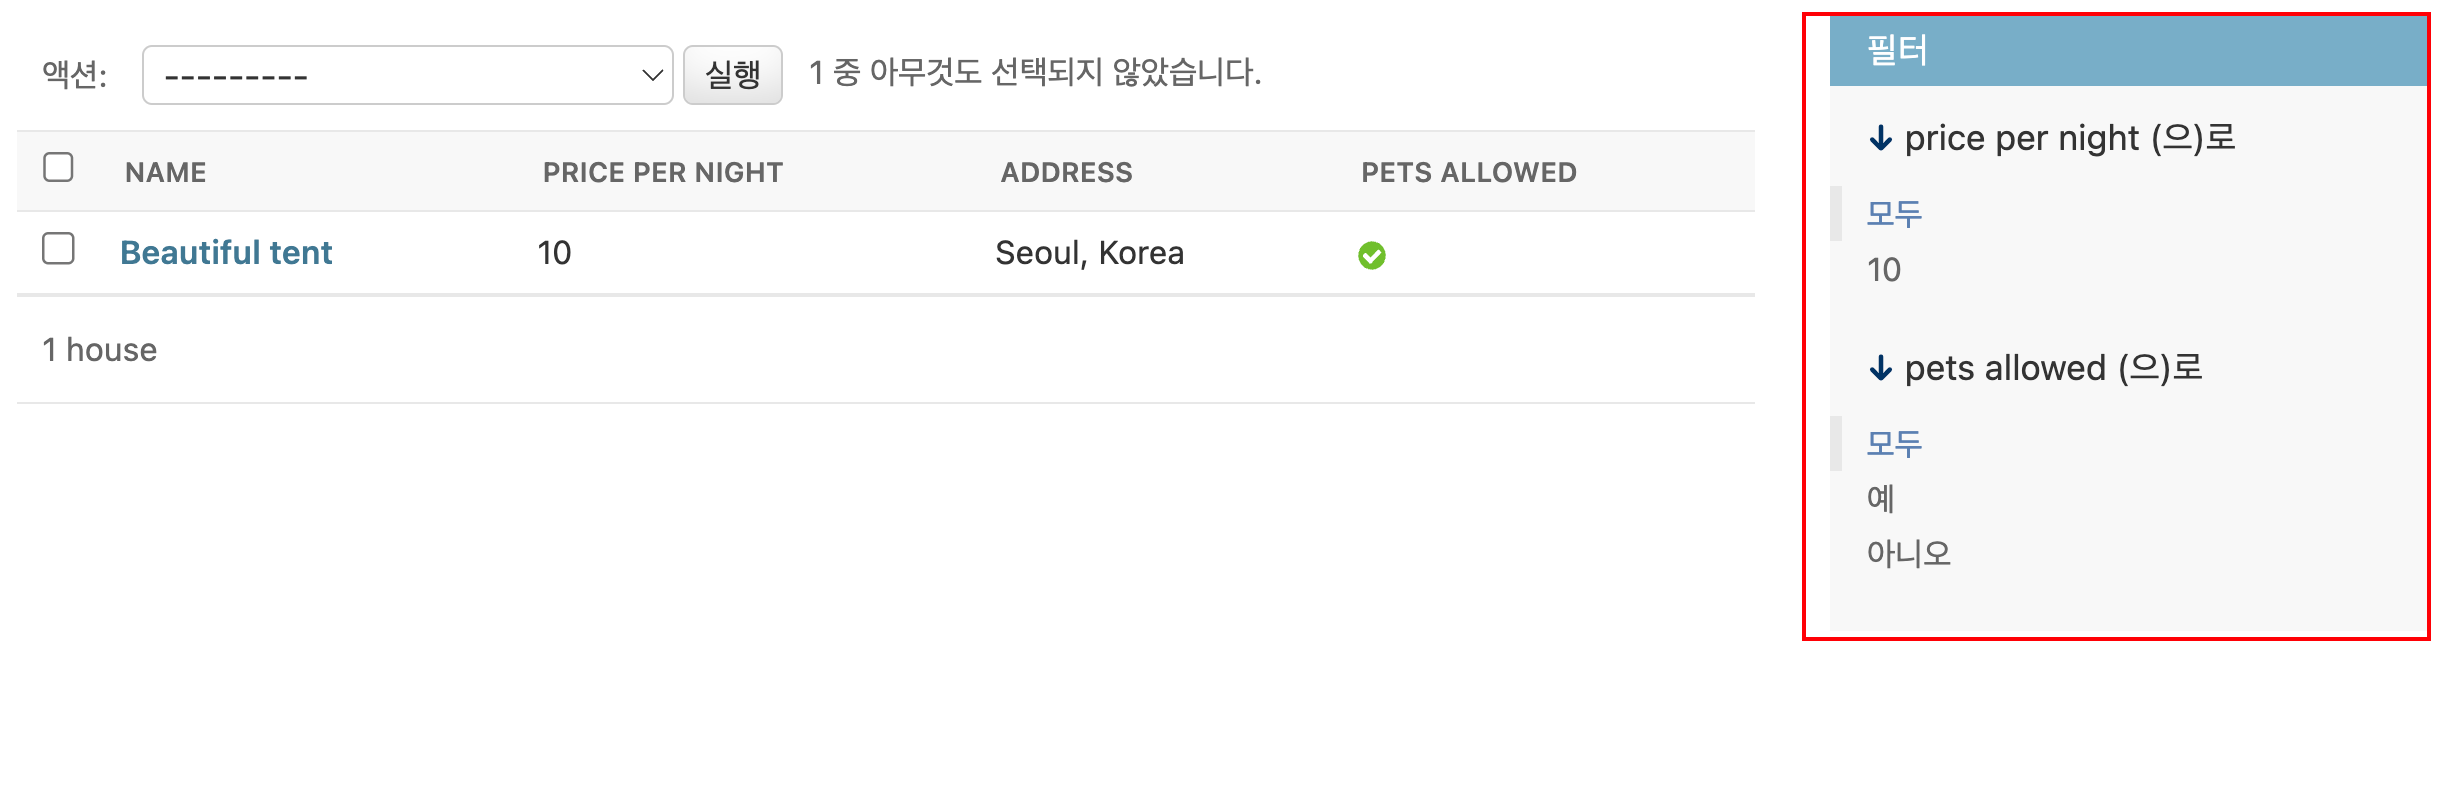 액션: --------- 실행 1 중 아무것도 선택되지 않았습니다.
NAME PRICE PER NIGHT ADDRESS PETS ALLOWED
Beautiful tent 10 Seoul, Korea
1 house
필터
↓ price per night (으)로
모두
10
↓ pets allowed (으)로
모두
예
아니오